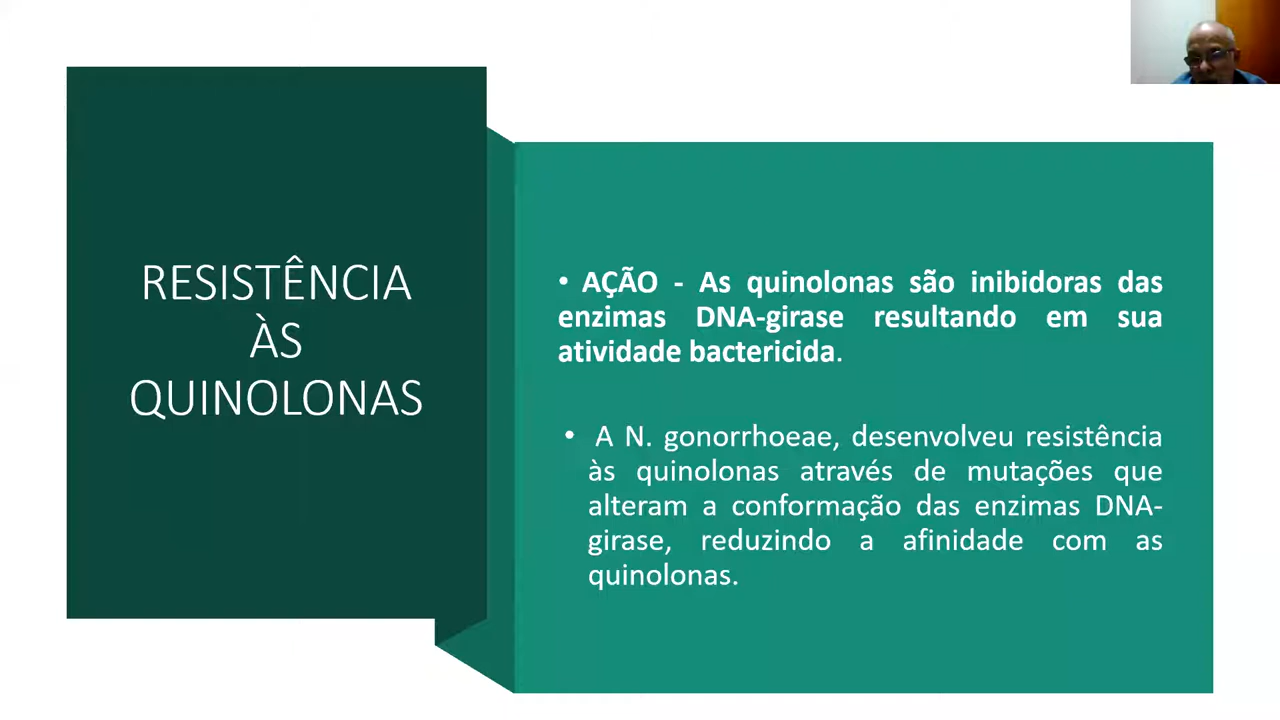 RESISTÊNCIA
ÀS
QUINOLONAS
• AÇÃO - As quinolonas são inibidoras das
enzimas DNA-girase resultando em sua
atividade bactericida.
• A N. gonorrhoeae, desenvolveu resistência
às quinolonas através de mutações que
alteram a conformação das enzimas DNA-
girase, reduzindo a afinidade com as
quinolonas.